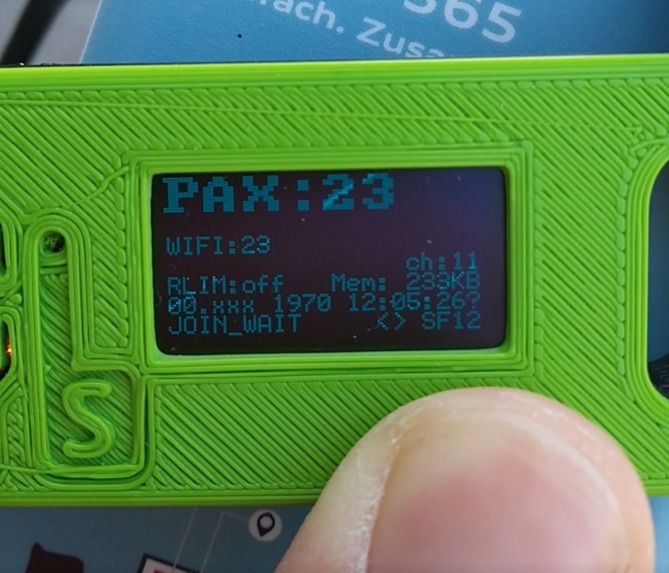 365
fach. Zusa
PAX:23
WIFI:23
ch:11
RLIM:off Mem: 233KB
00.xxx 1970 12:05:26?
JOIN_WAIT <> SF12
S